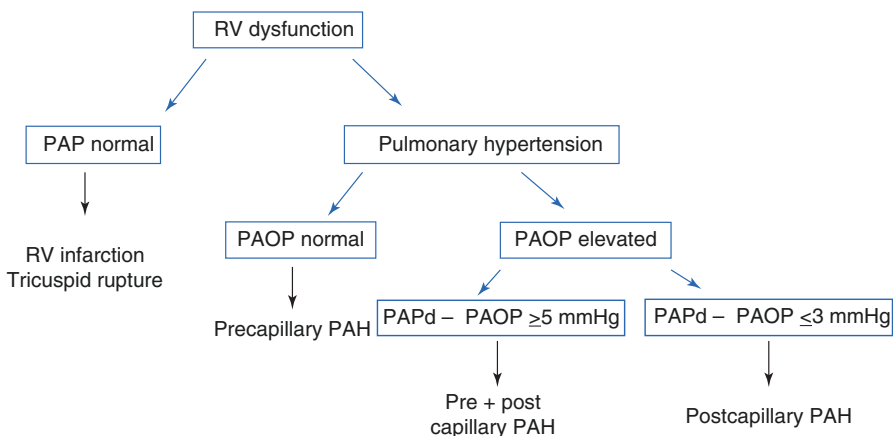 RV dysfunction
PAP normal
Pulmonary hypertension
RV infarction
Tricuspid rupture
PAOP normal
PAOP elevated
Precapillary PAH
PAPd – PAOP ≥5 mmHg
PAPd – PAOP ≤3 mmHg
Pre + post
capillary PAH
Postcapillary PAH